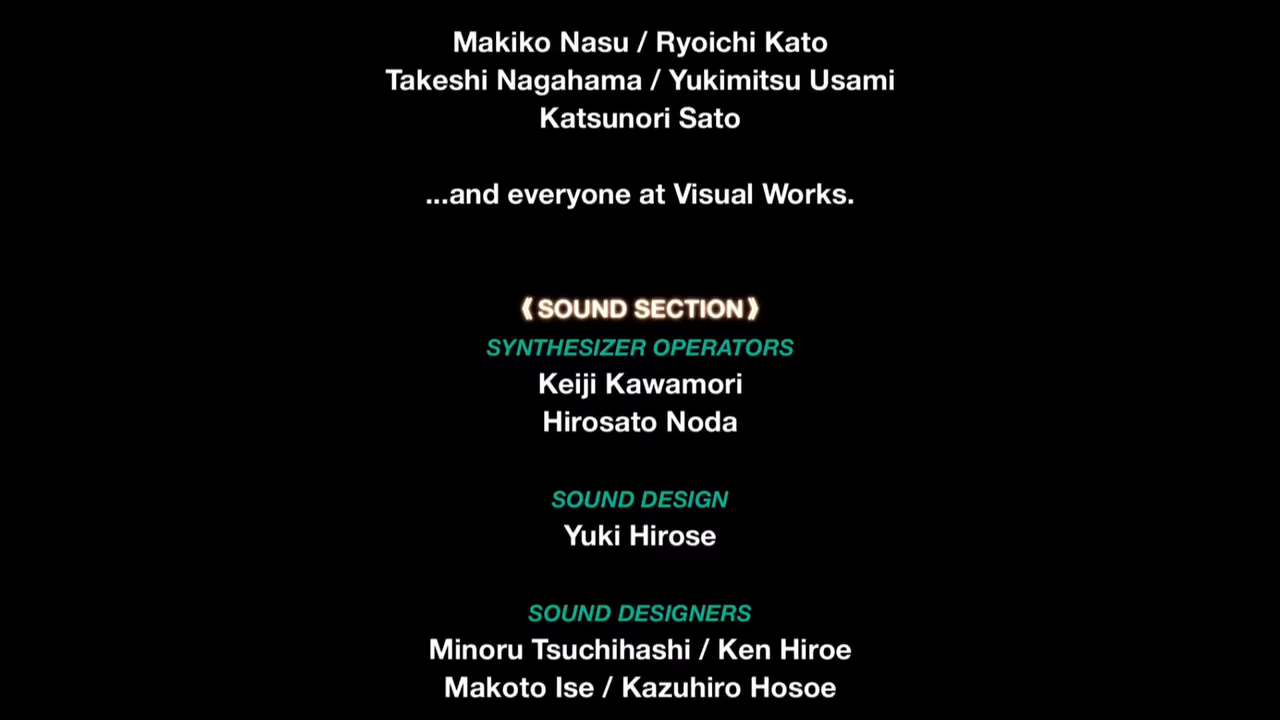 Makiko Nasu / Ryoichi Kato
Takeshi Nagahama / Yukimitsu Usami
Katsunori Sato
...and everyone at Visual Works.
《SOUND SECTION》
SYNTHESIZER OPERATORS
Keiji Kawamori
Hirosato Noda
SOUND DESIGN
Yuki Hirose
SOUND DESIGNERS
Minoru Tsuchihashi / Ken Hiroe
Makoto Ise / Kazuhiro Hosoe